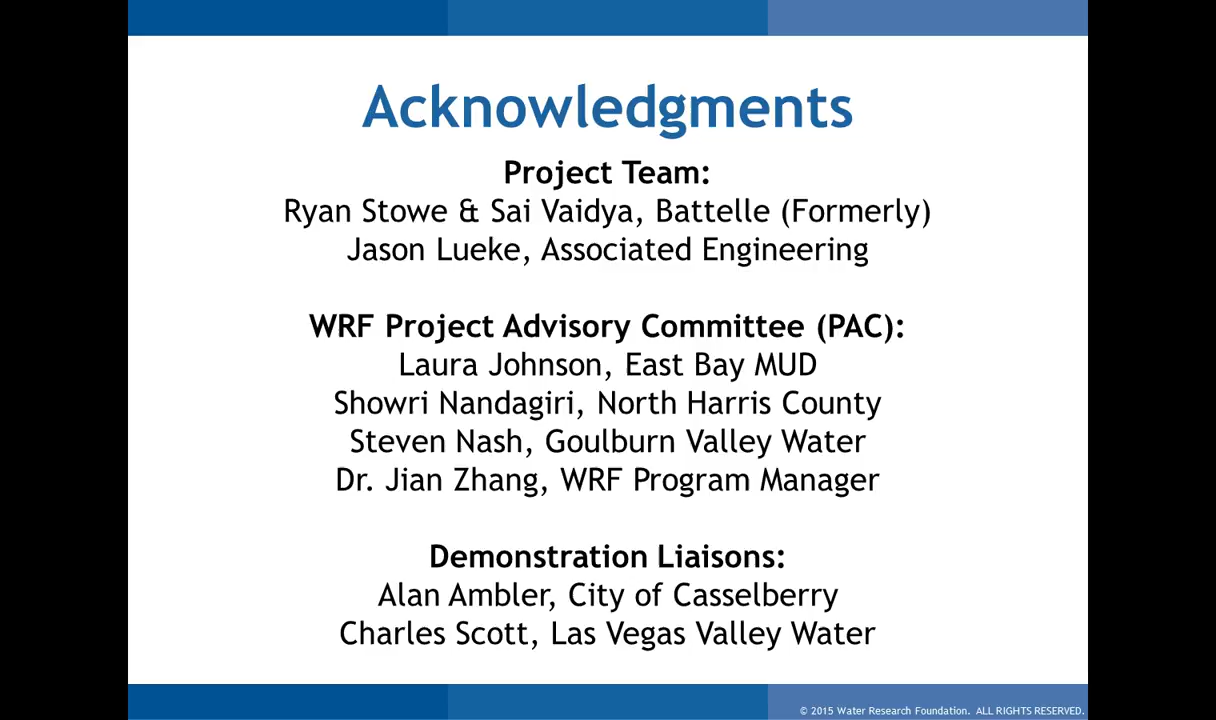 Acknowledgments
Project Team:
Ryan Stowe & Sai Vaidya, Battelle (Formerly)
Jason Lueke, Associated Engineering
WRF Project Advisory Committee (PAC):
Laura Johnson, East Bay MUD
Showri Nandagiri, North Harris County
Steven Nash, Goulburn Valley Water
Dr. Jian Zhang, WRF Program Manager
Demonstration Liaisons:
Alan Ambler, City of Casselberry
Charles Scott, Las Vegas Valley Water
© 2015 Water Research Foundation. ALL RIGHTS RESERVED.